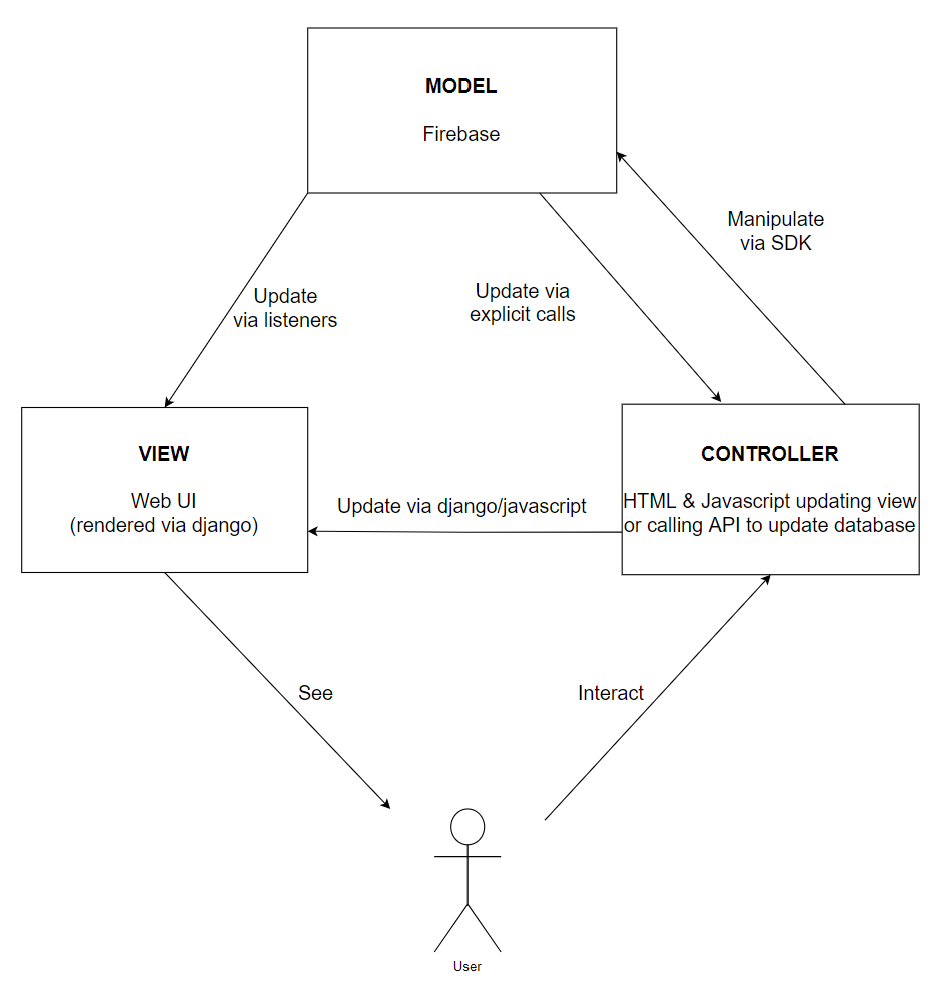 MODEL
Firebase
Manipulate
via SDK
Update
via listeners
Update via
explicit calls
VIEW
Web UI
(rendered via django)
Update via django/javascript
CONTROLLER
HTML & Javascript updating view
or calling API to update database
See
Interact
User